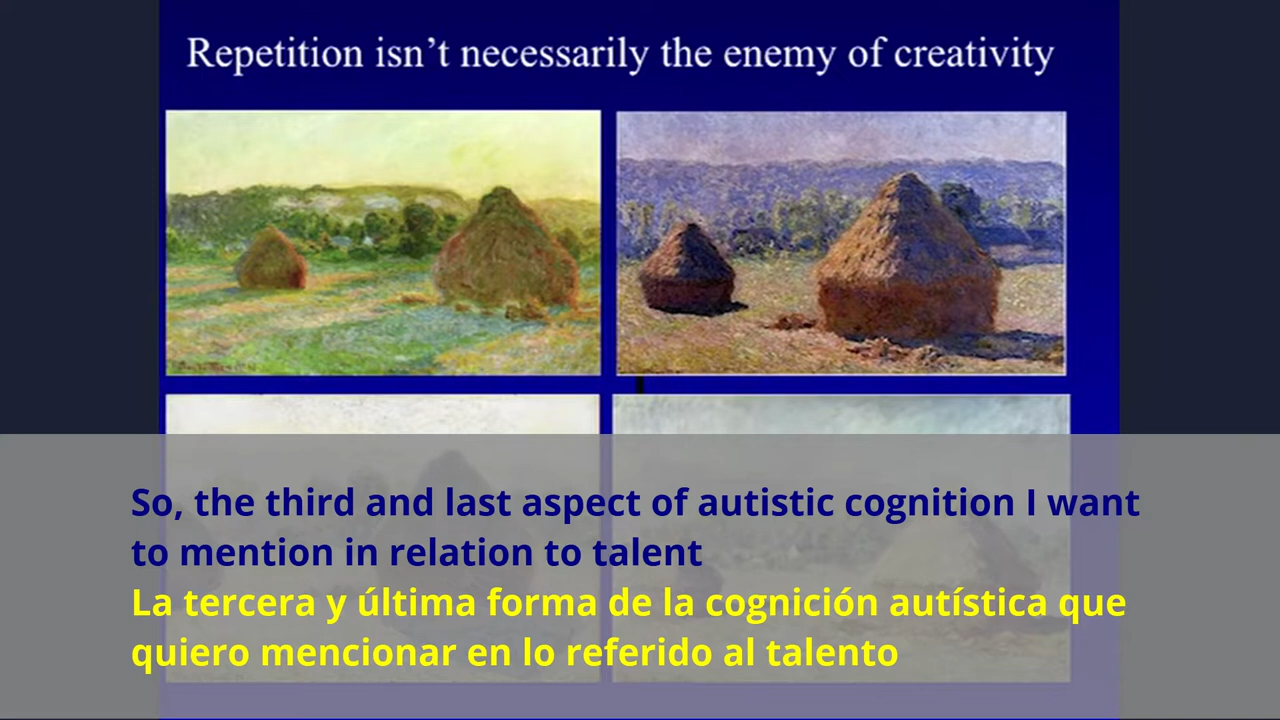 Repetition isn’t necessarily the enemy of creativity
So, the third and last aspect of autistic cognition I want
to mention in relation to talent
La tercera y última forma de la cognición autística que
quiero mencionar en lo referido al talento